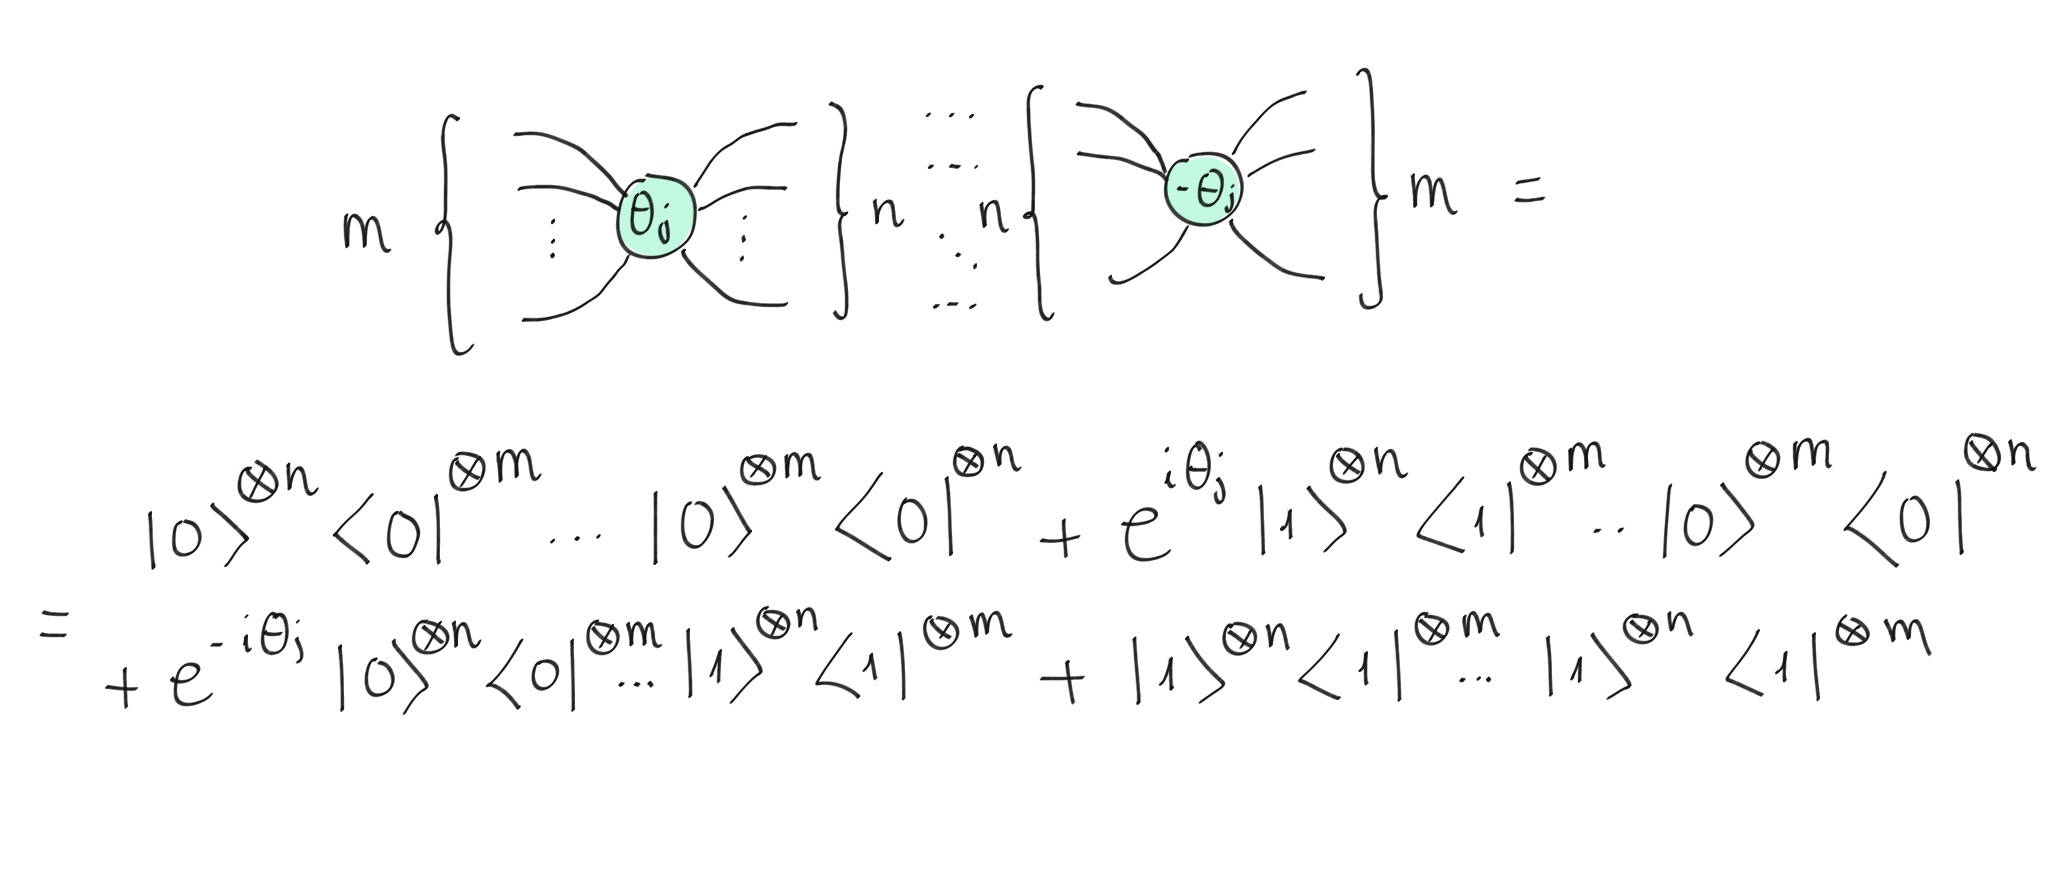 m { θⱼ } n ... n { -θⱼ } m =
|0⟩^⊗n ⟨0|^⊗m ... |0⟩^⊗m ⟨0|^⊗n + e^iθⱼ |1⟩^⊗n ⟨1|^⊗m .. |0⟩^⊗m ⟨0|^⊗n
= + e^-iθⱼ |0⟩^⊗n ⟨0|^⊗m ... |1⟩^⊗n ⟨1|^⊗m + |1⟩^⊗n ⟨1|^⊗m ... |1⟩^⊗n ⟨1|^⊗m